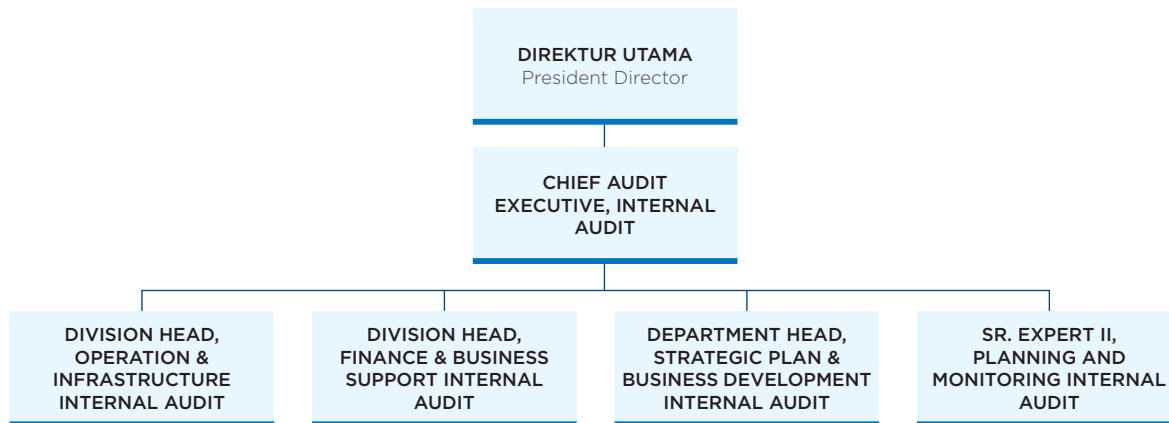 DIREKTUR UTAMA
President Director
CHIEF AUDIT
EXECUTIVE, INTERNAL
AUDIT
DIVISION HEAD,
OPERATION &
INFRASTRUCTURE
INTERNAL AUDIT
DIVISION HEAD,
FINANCE & BUSINESS
SUPPORT INTERNAL
AUDIT
DEPARTMENT HEAD,
STRATEGIC PLAN &
BUSINESS DEVELOPMENT
INTERNAL AUDIT
SR. EXPERT II,
PLANNING AND
MONITORING INTERNAL
AUDIT